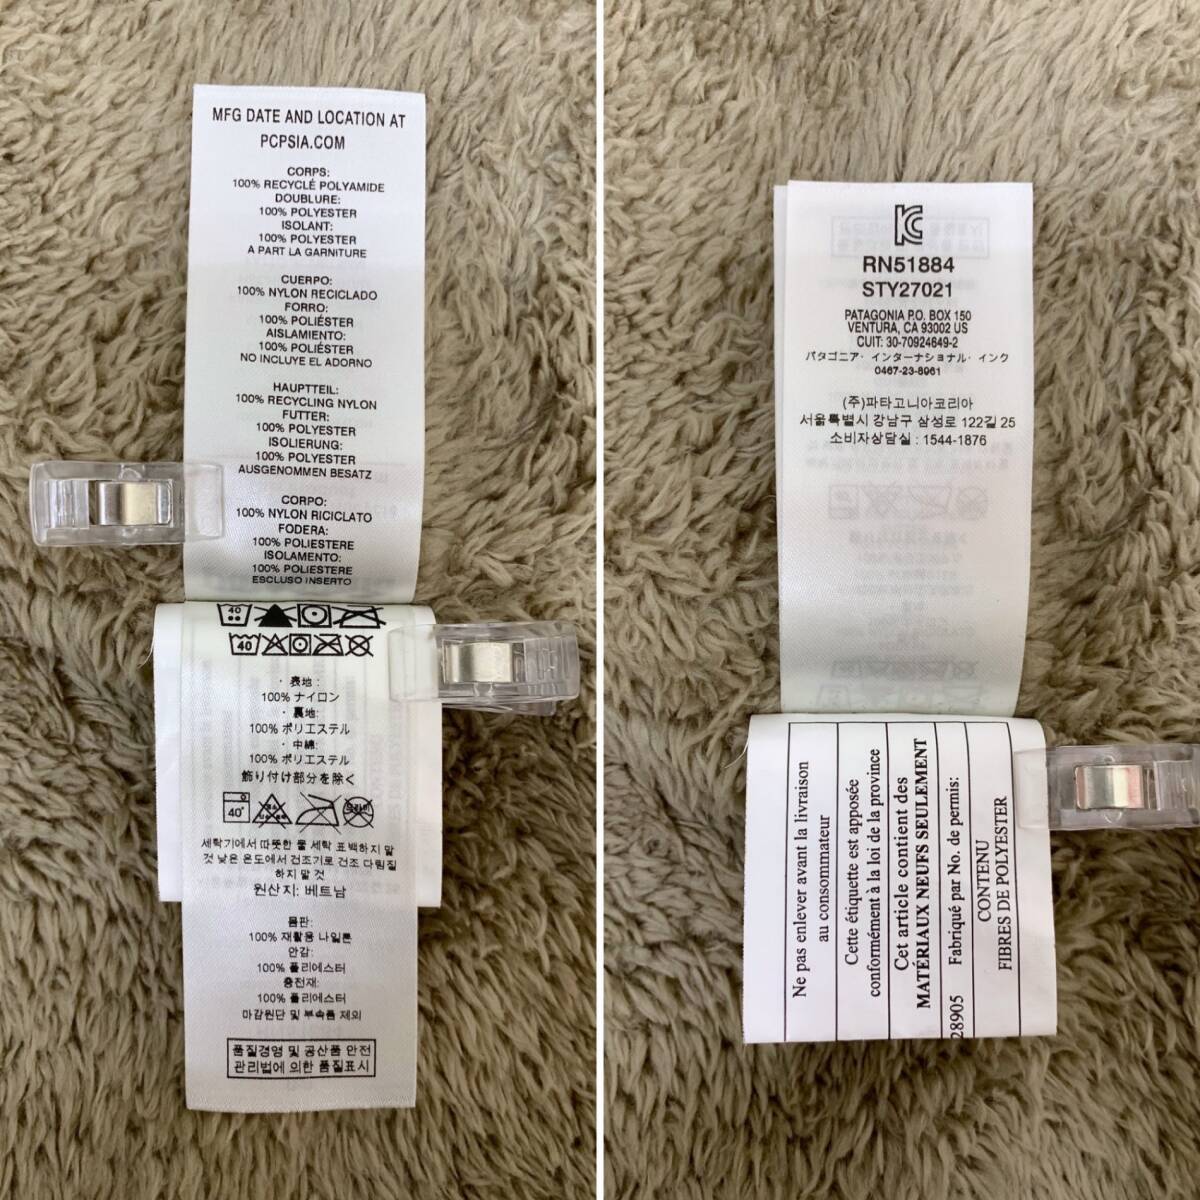 MFG DATE AND LOCATION AT
PCPSIA.COM
CORPS:
100% RECYCLÉ POLYAMIDE
DOUBLURE:
100% POLYESTER
ISOLANT:
100% POLYESTER
A PART LA GARNITURE
CUERPO:
100% NYLON RECICLADO
FORRO:
100% POLIÉSTER
AISLAMIENTO:
100% POLIÉSTER
NO INCLUYE EL ADORNO
HAUPTTEIL:
100% RECYCLING NYLON
FUTTER:
100% POLYESTER
ISOLIERUNG:
100% POLYESTER
AUSGENOMMEN BESATZ
CORPO:
100% NYLON RICICLATO
FODERA:
100% POLIESTERE
ISOLAMENTO:
100% POLIESTERE
ESCLUSO INSERTO
40
40
・ 表地 :
100% ナイロン
・ 裏地:
100% ポリエステル
・ 中綿:
100% ポリエステル
飾り付け部分を除く
40°
세탁기에서 따뜻한 물 세탁 표백하지 말
것 낮은 온도에서 건조기로 건조 다림질
하지 말 것
원산지: 베트남
몸판:
100% 재활용 나일론
안감:
100% 폴리에스터
충전재:
100% 폴리에스터
마감원단 및 부속품 제외
품질경영 및 공산품 안전
관리법에 의한 품질표시
RN51884
STY27021
PATAGONIA P.O. BOX 150
VENTURA, CA 93002 US
CUIT: 30-70924649-2
パタゴニア・ インターナショナル・ インク
0467-23-8961
(주)파타고니아코리아
서울특별시 강남구 삼성로 122길 25
소비자상담실 : 1544-1876
Ne pas enlever avant la livraison
au consommateur
Cette étiquette est apposée
conformément à la loi de la province
Cet article contient des
MATÉRIAUX NEUFS SEULEMENT
28905 Fabriqué par No. de permis:
CONTENU
FIBRES DE POLYESTER